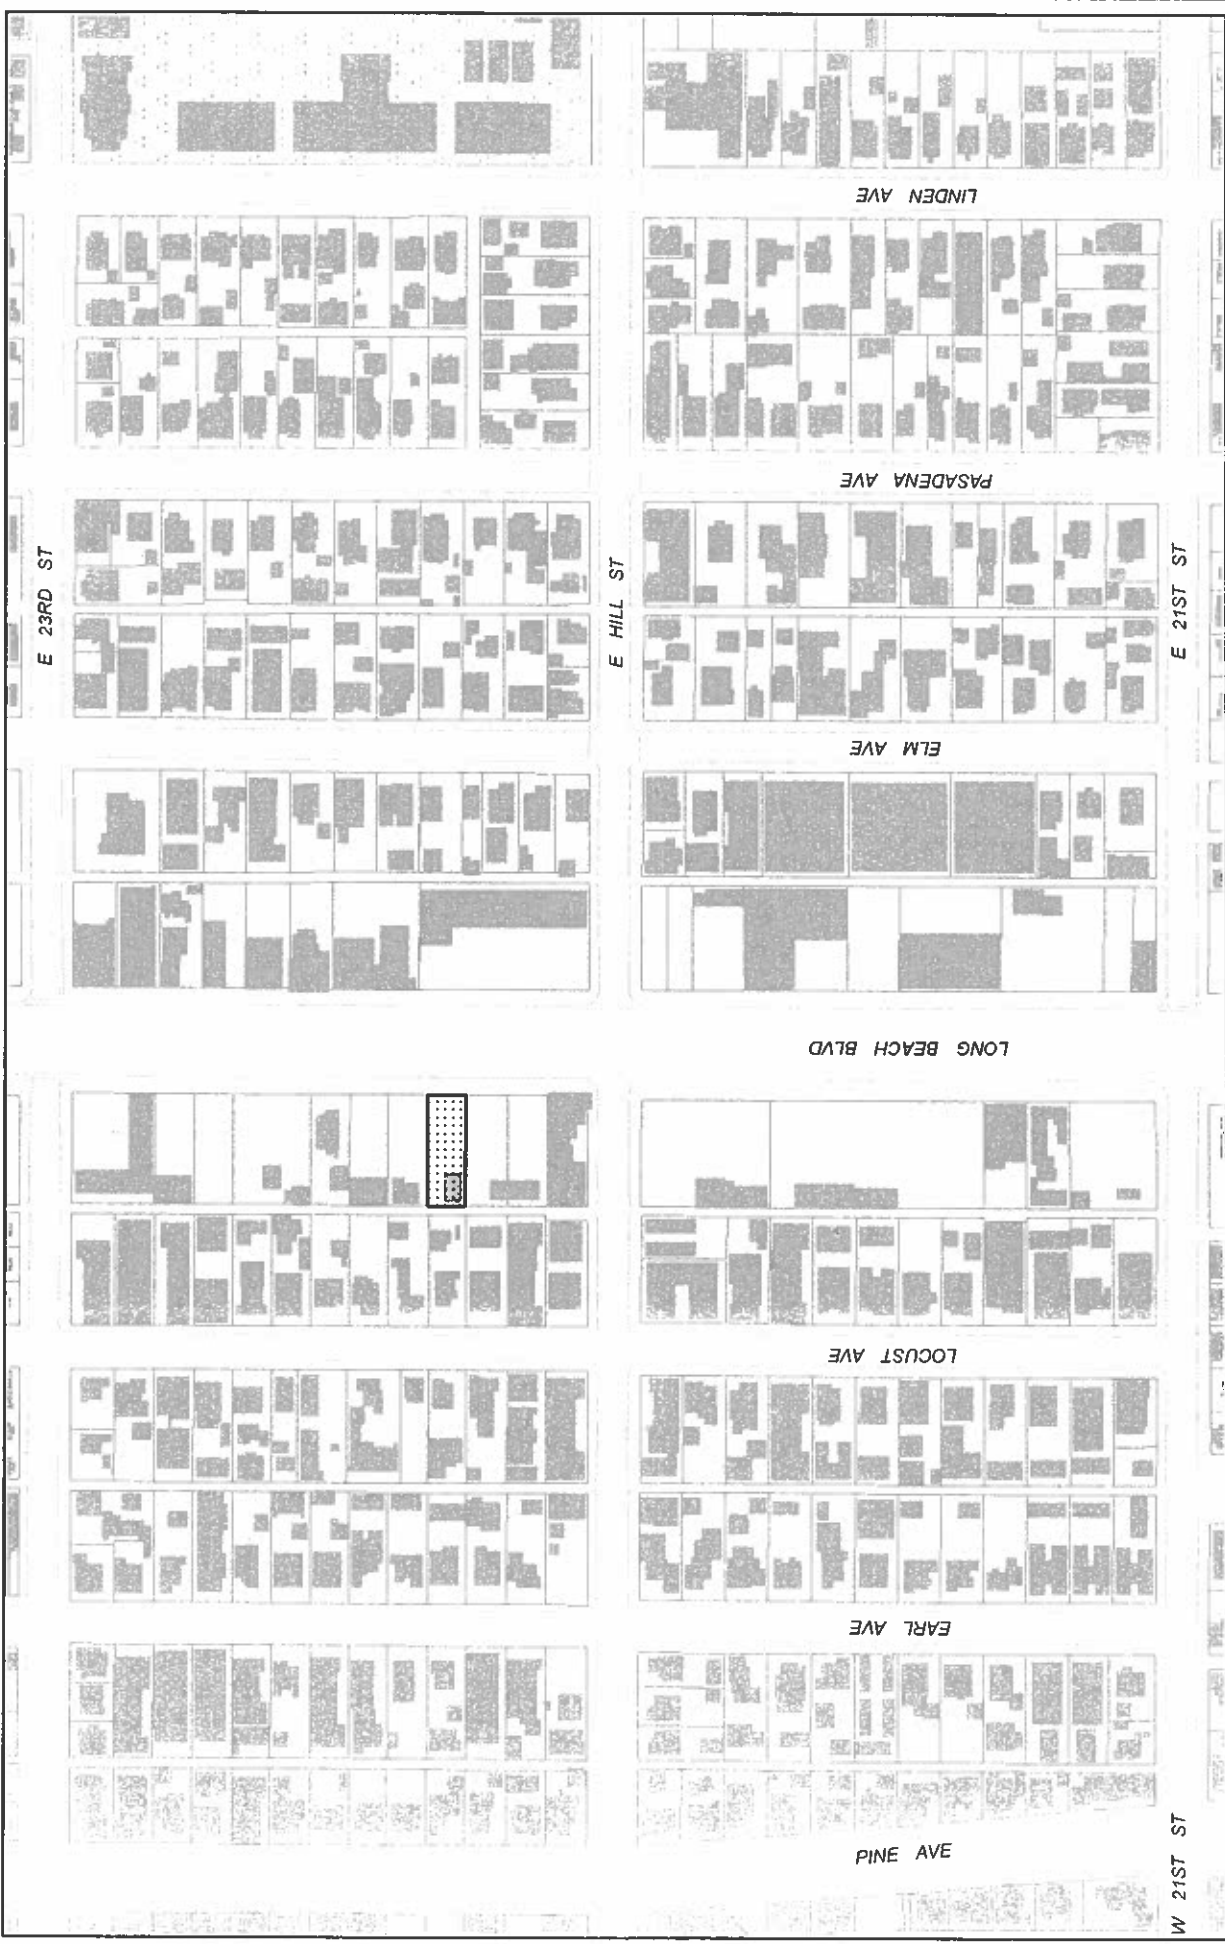 LINDEN AVE
PASADENA AVE
E 23RD ST
E HILL ST
E 21ST ST
ELM AVE
LONG BEACH BLVD
LOCUST AVE
EARL AVE
PINE AVE
W 21ST ST